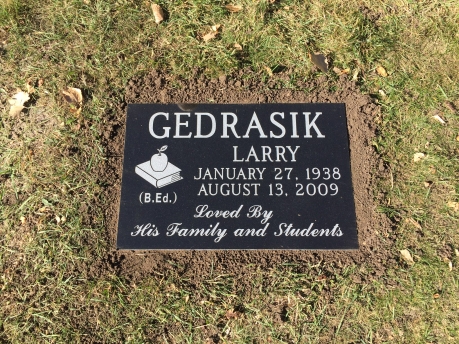 GEDRASIK
LARRY
JANUARY 27, 1938
AUGUST 13, 2009
(B.Ed.)
Loved By
His Family and Students